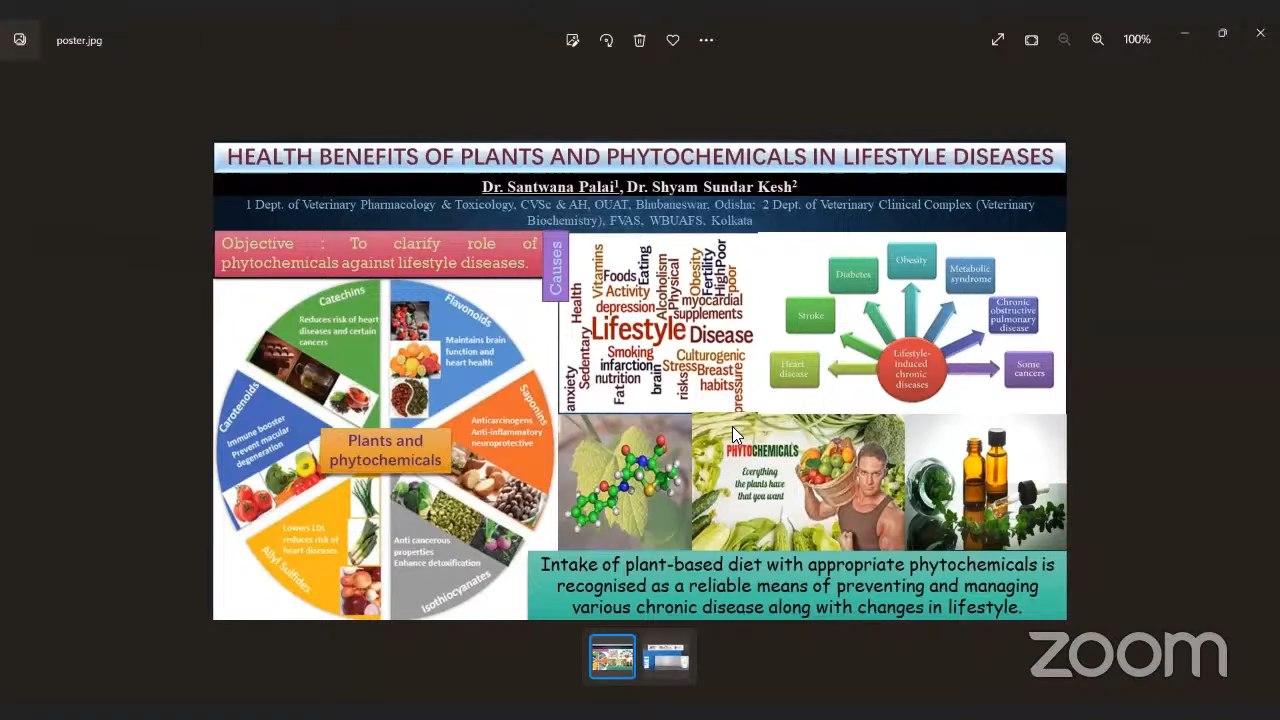 poster.jpg
100%
HEALTH BENEFITS OF PLANTS AND PHYTOCHEMICALS IN LIFESTYLE DISEASES
Dr. Santwana Palai1, Dr. Shyam Sundar Kesh2
1 Dept. of Veterinary Pharmacology & Toxicology, CVSc & AH, OUAT, Bhubaneswar, Odisha; 2 Dept. of Veterinary Clinical Complex (Veterinary
Biochemistry), FVAS, WBUAFS, Kolkata
Objective : To clarify role of
phytochemicals against lifestyle diseases.
Catechins
Reduces risk of heart
diseases and certain
cancers
Flavonoids
Maintains brain
function and
heart health
Carotenoids
Immune booster
Prevent macular
degeneration
Saponins
Anticarcinogens
Anti-inflammatory
neuroprotective
Plants and
phytochemicals
Lowers LDL
reduces risk of
heart diseases
Allyl Sulfides
Anti cancerous
properties
Enhance detoxification
Isothiocyanates
Causes
Health
Vitamins
Foods
Eating
Activity
Alcoholism
Physical
Obesity
Fertility
High
Poor
poor
depression
myocardial
supplements
Lifestyle
Disease
anxiety
Sedentary
Smoking
infarction
nutrition
Fat
brain
Culturogenic
Stress
Breast
risks
habits
pressure
Heart
disease
Stroke
Diabetes
Obesity
Metabolic
syndrome
Chronic
obstructive
pulmonary
disease
Some
cancers
Lifestyle-
induced
chronic
diseases
PHYTOCHEMICALS
Everything
the plants have
that you want
Intake of plant-based diet with appropriate phytochemicals is
recognised as a reliable means of preventing and managing
various chronic disease along with changes in lifestyle.
zoom